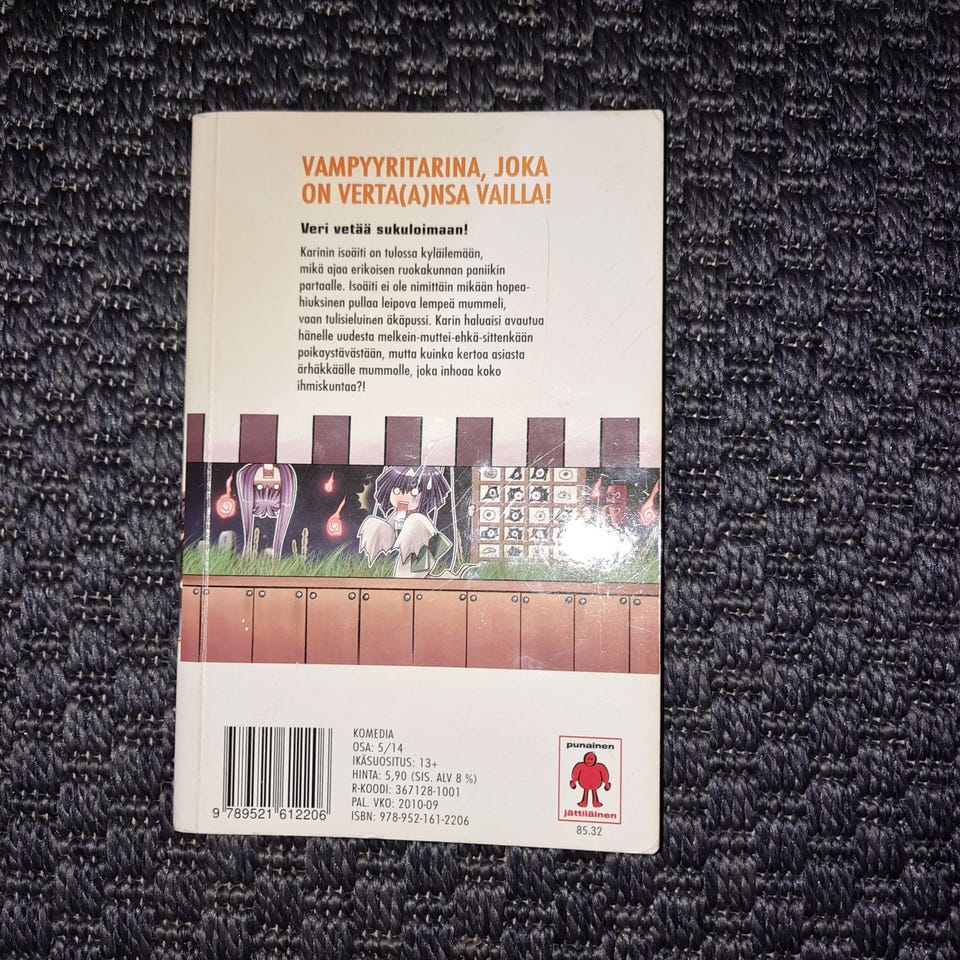 VAMPYYRITARINA, JOKA
ON VERTA(A)NSA VAILLA!
Veri vetää sukuloimaan!
Karinin isoäiti on tulossa kyläilemään,
mikä ajaa erikoisen ruokakunnan paniikin
partaalle. Isoäiti ei ole nimittäin mikään hopea-
hiuksinen pullaa leipova lempeä mummeli,
vaan tulisieluinen äkäpussi. Karin haluaisi avautua
hänelle uudesta melkein-muttei-ehkä-sittenkään
poikaystävästään, mutta kuinka kertoa asiasta
ärhäkkäälle mummolle, joka inhoaa koko
ihmiskuntaa?!
KOMEDIA
OSA: 5/14
IKÄSUOSITUS: 13+
HINTA: 5,90 (SIS. ALV 8 %)
R-KOODI: 367128-1001
PAL. VKO: 2010-09
ISBN: 978-952-161-2206
9 789521 612206
punainen
jättiläinen
85.32